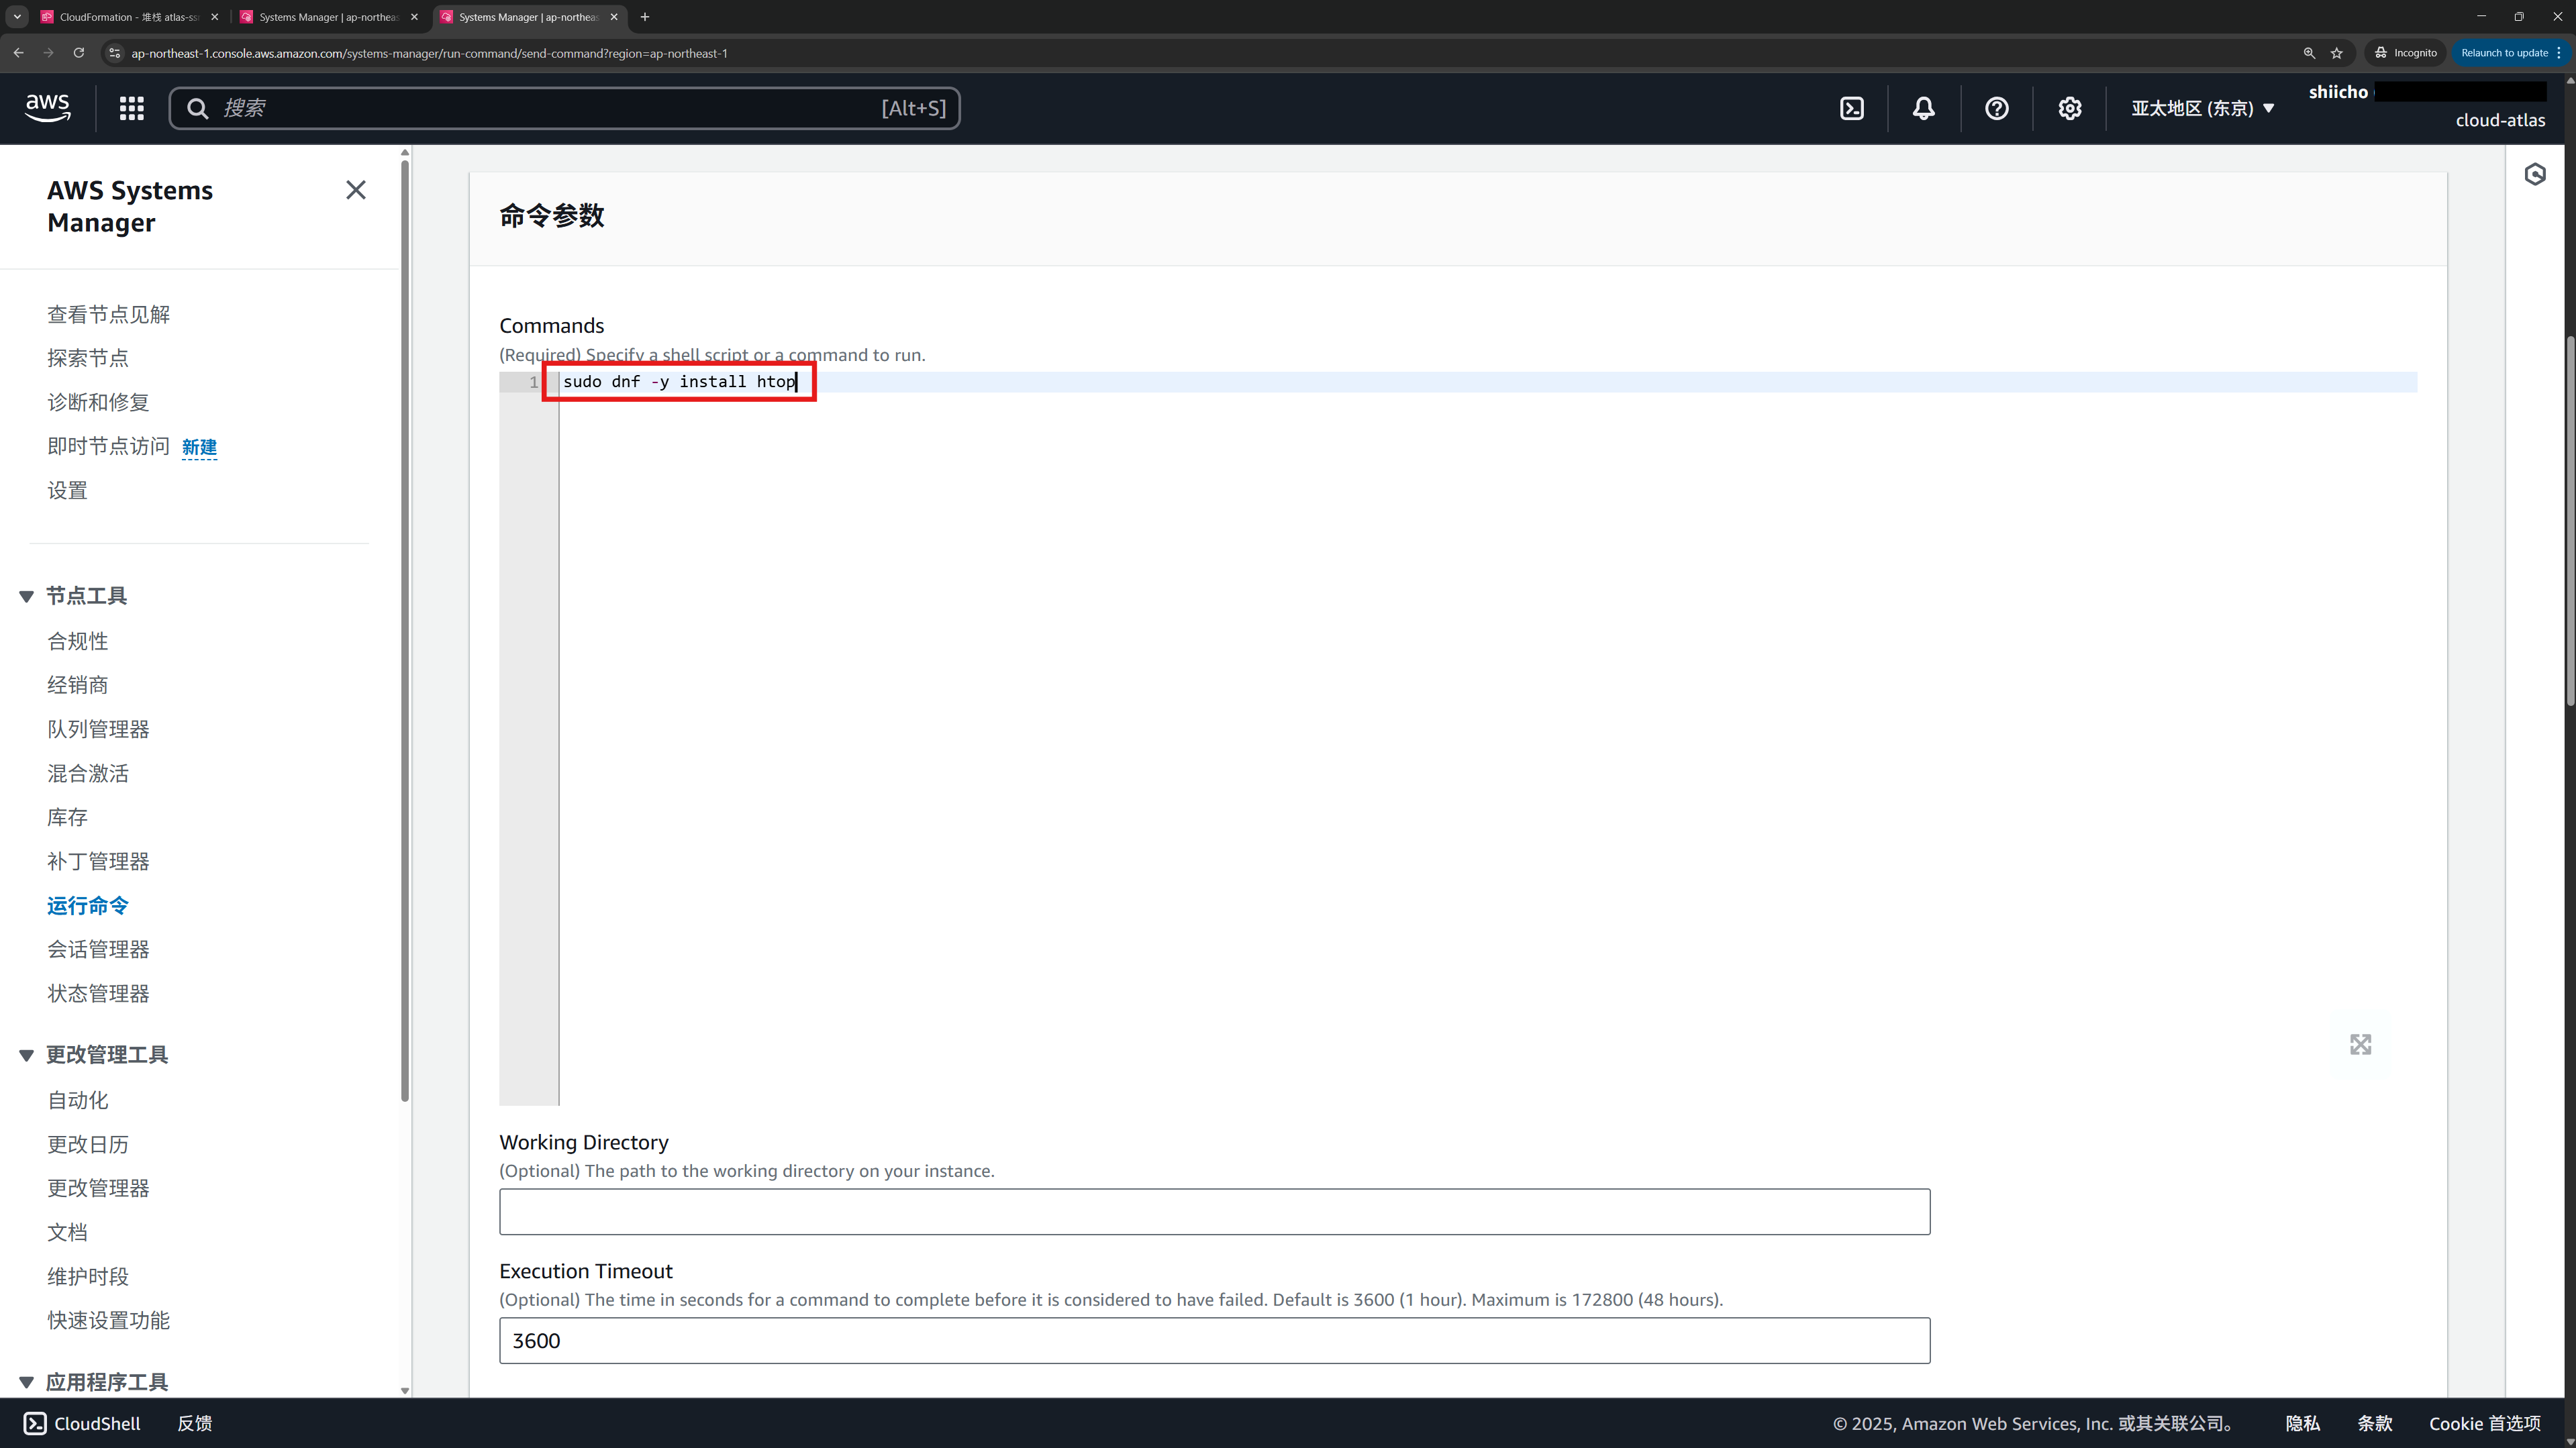 CloudFormation - 堆栈 atlas-ss
Systems Manager | ap-northeas
Systems Manager | ap-northeas
ap-northeast-1.console.aws.amazon.com/systems-manager/run-command/send-command?region=ap-northeast-1
Incognito
Relaunch to update
aws
搜索
[Alt+S]
亚太地区 (东京)
shiicho
cloud-atlas
AWS Systems
Manager
查看节点见解
探索节点
诊断和修复
即时节点访问 新建
设置
节点工具
合规性
经销商
队列管理器
混合激活
库存
补丁管理器
运行命令
会话管理器
状态管理器
更改管理工具
自动化
更改日历
更改管理器
文档
维护时段
快速设置功能
应用程序工具
命令参数
Commands
(Required) Specify a shell script or a command to run.
1 sudo dnf -y install htop
Working Directory
(Optional) The path to the working directory on your instance.
Execution Timeout
(Optional) The time in seconds for a command to complete before it is considered to have failed. Default is 3600 (1 hour). Maximum is 172800 (48 hours).
3600
CloudShell
反馈
© 2025, Amazon Web Services, Inc. 或其关联公司。
隐私
条款
Cookie 首选项